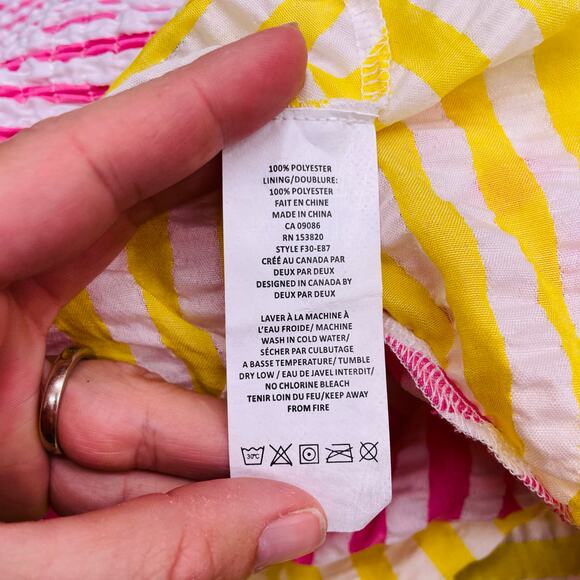 100% POLYESTER
LINING/DOUBLURE:
100% POLYESTER
FAIT EN CHINE
MADE IN CHINA
CA 09086
RN 153820
STYLE F30-E87
CRÉÉ AU CANADA PAR
DEUX PAR DEUX
DESIGNED IN CANADA BY
DEUX PAR DEUX
LAVER À LA MACHINE À
L'EAU FROIDE/ MACHINE
WASH IN COLD WATER/
SÉCHER PAR CULBUTAGE
A BASSE TEMPÉRATURE/ TUMBLE
DRY LOW / EAU DE JAVEL INTERDIT/
NO CHLORINE BLEACH
TENIR LOIN DU FEU/KEEP AWAY
FROM FIRE
30°C